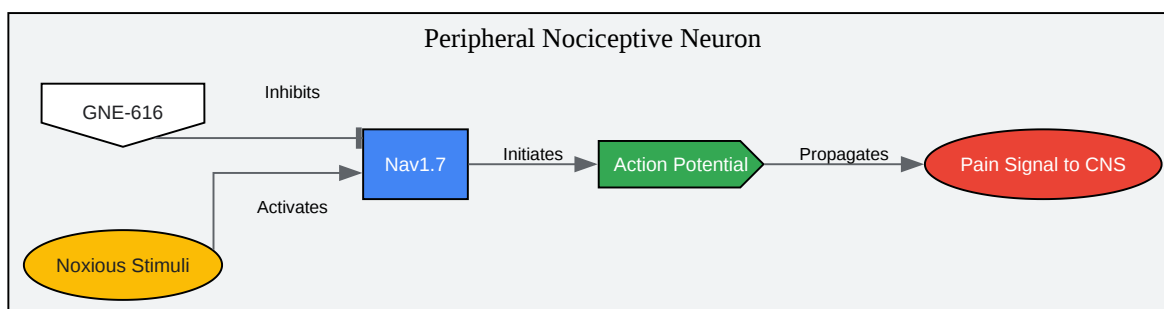 Peripheral Nociceptive Neuron
GNE-616
Inhibits
Nav1.7
Initiates
Action Potential
Propagates
Pain Signal to CNS
Activates
Noxious Stimuli